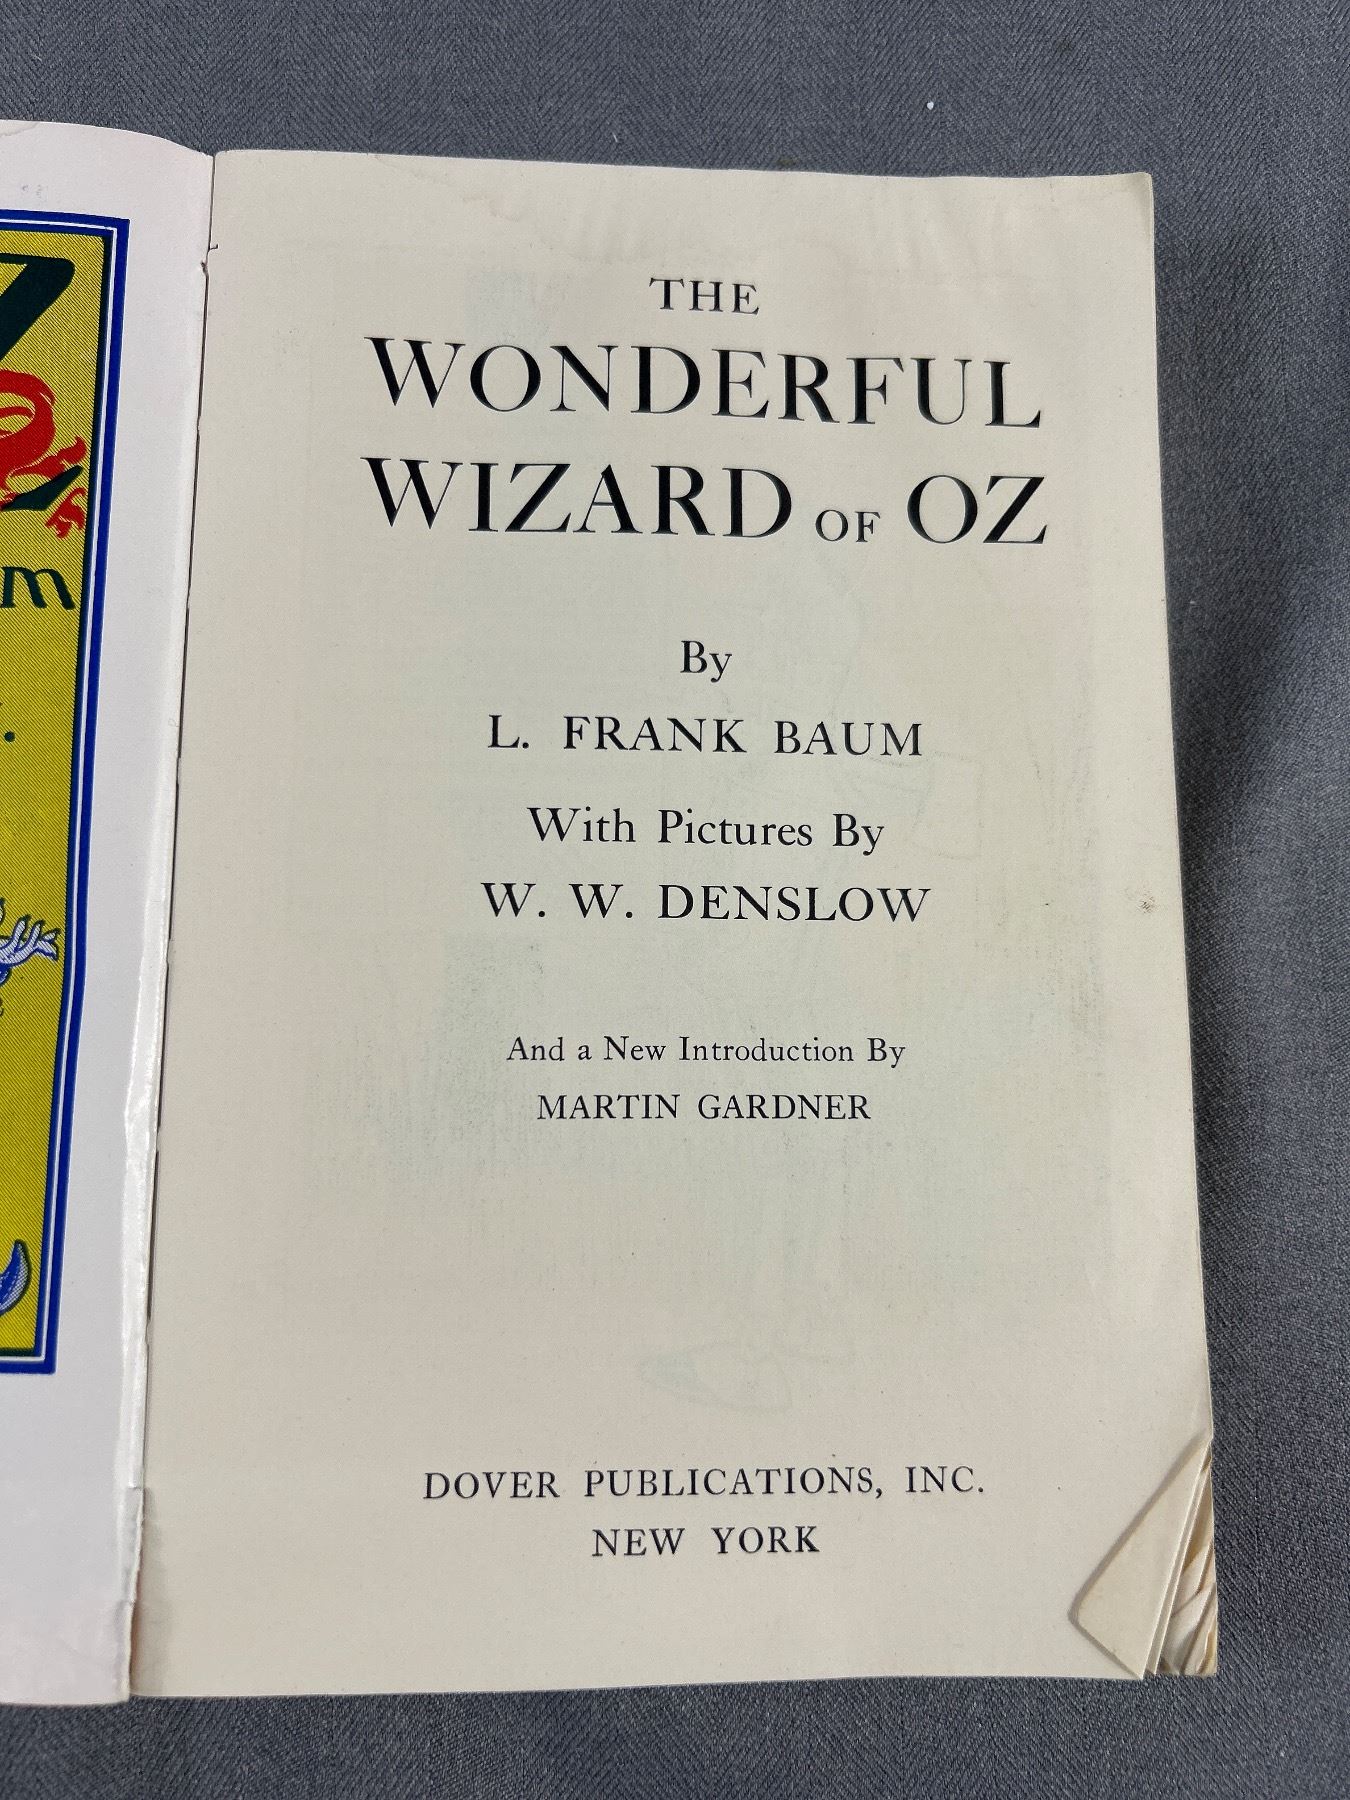 THE
WONDERFUL
WIZARD OF OZ
By
L. FRANK BAUM
With Pictures By
W. W. DENSLOW
And a New Introduction By
MARTIN GARDNER
DOVER PUBLICATIONS, INC.
NEW YORK